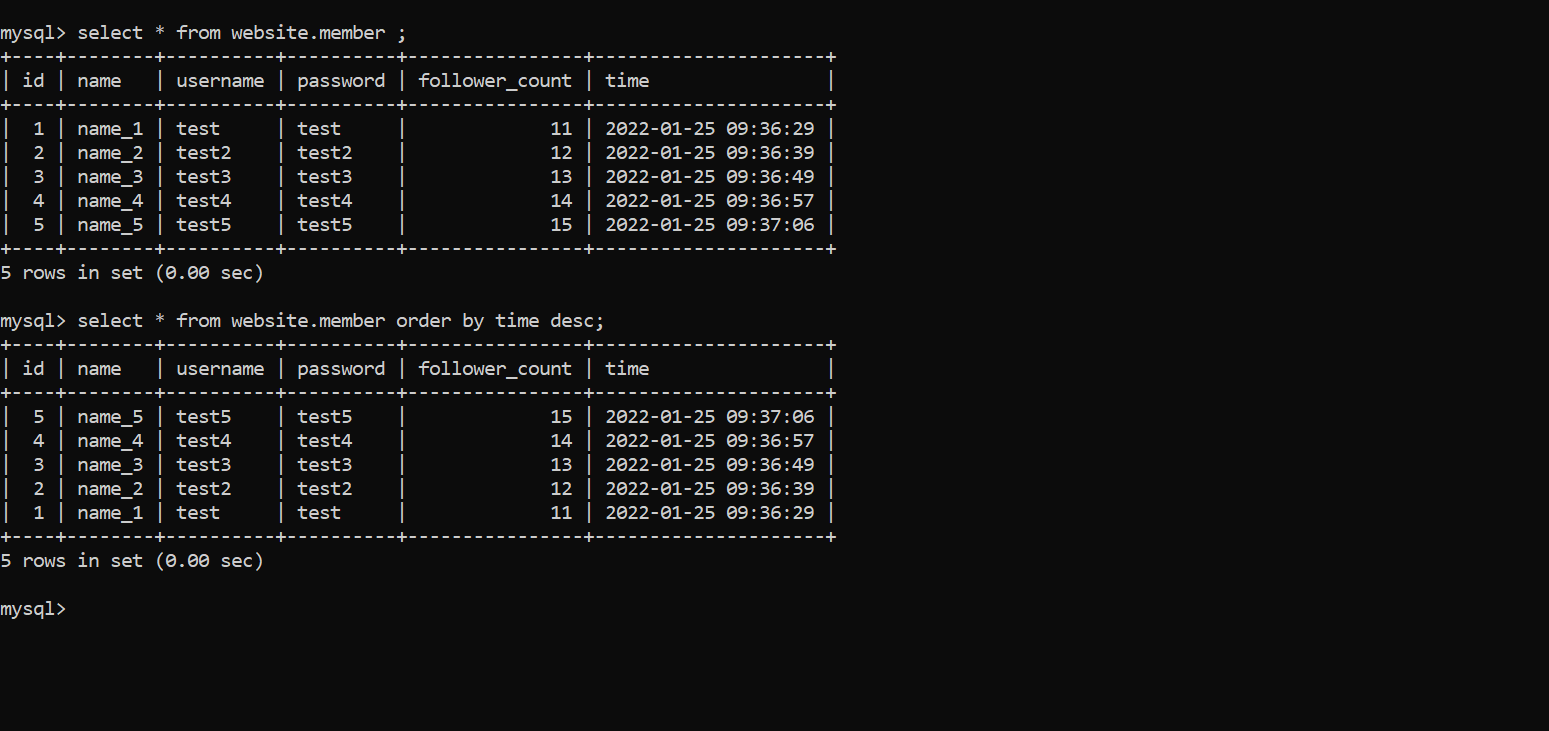 mysql> select * from website.member ;
+----+--------+----------+----------+----------------+---------------------+
| id | name   | username | password | follower_count | time                |
+----+--------+----------+----------+----------------+---------------------+
|  1 | name_1 | test     | test     |             11 | 2022-01-25 09:36:29 |
|  2 | name_2 | test2    | test2    |             12 | 2022-01-25 09:36:39 |
|  3 | name_3 | test3    | test3    |             13 | 2022-01-25 09:36:49 |
|  4 | name_4 | test4    | test4    |             14 | 2022-01-25 09:36:57 |
|  5 | name_5 | test5    | test5    |             15 | 2022-01-25 09:37:06 |
+----+--------+----------+----------+----------------+---------------------+
5 rows in set (0.00 sec)

mysql> select * from website.member order by time desc;
+----+--------+----------+----------+----------------+---------------------+
| id | name   | username | password | follower_count | time                |
+----+--------+----------+----------+----------------+---------------------+
|  5 | name_5 | test5    | test5    |             15 | 2022-01-25 09:37:06 |
|  4 | name_4 | test4    | test4    |             14 | 2022-01-25 09:36:57 |
|  3 | name_3 | test3    | test3    |             13 | 2022-01-25 09:36:49 |
|  2 | name_2 | test2    | test2    |             12 | 2022-01-25 09:36:39 |
|  1 | name_1 | test     | test     |             11 | 2022-01-25 09:36:29 |
+----+--------+----------+----------+----------------+---------------------+
5 rows in set (0.00 sec)

mysql>